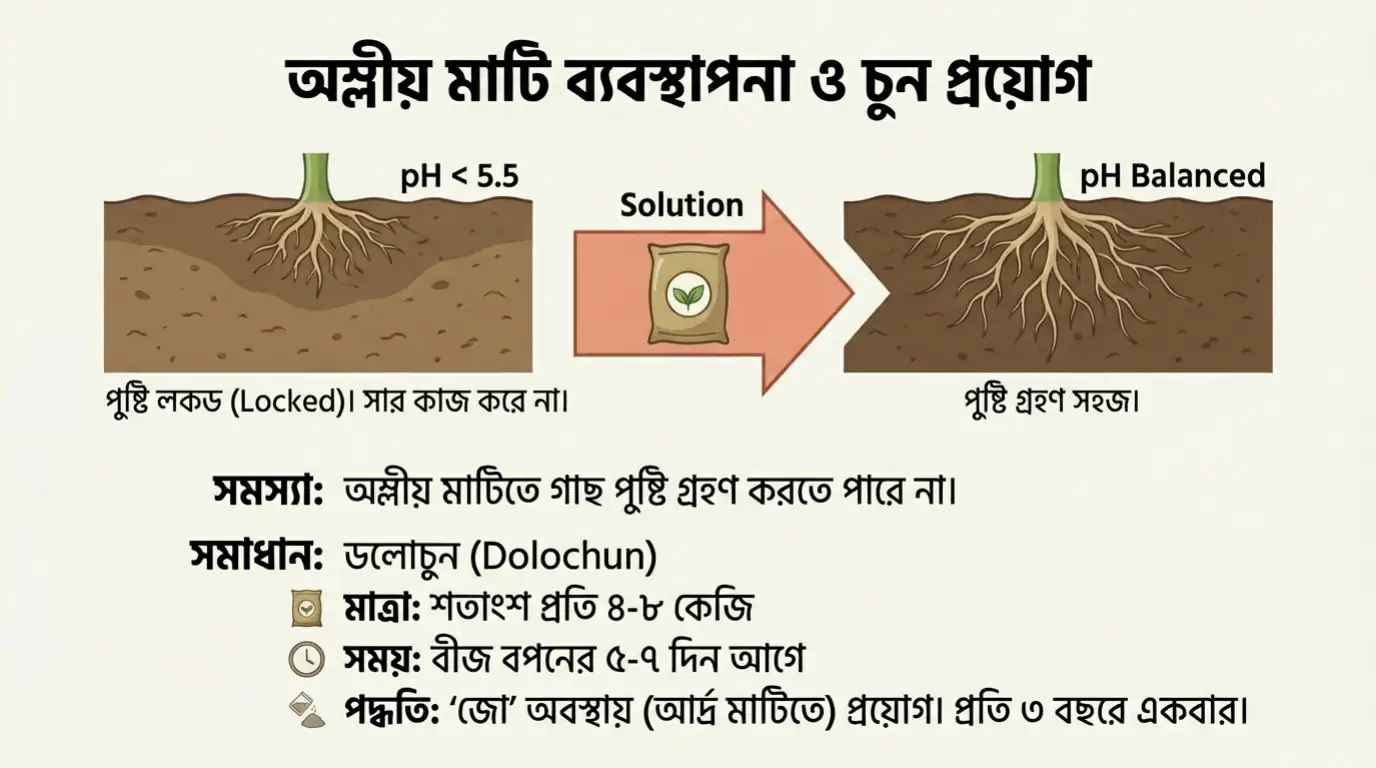 অম্লীয় মাটি ব্যবস্থাপনা ও চুন প্রয়োগ
pH < 5.5
Solution
pH Balanced
পুষ্টি লকড (Locked)। সার কাজ করে না।
পুষ্টি গ্রহণ সহজ।
সমস্যা: অম্লীয় মাটিতে গাছ পুষ্টি গ্রহণ করতে পারে না।
সমাধান: ডলোচুন (Dolochun)
মাত্রা: শতাংশ প্রতি ৪-৮ কেজি
সময়: বীজ বপনের ৫-৭ দিন আগে
পদ্ধতি: ‘জো’ অবস্থায় (আর্দ্র মাটিতে) প্রয়োগ। প্রতি ৩ বছরে একবার।